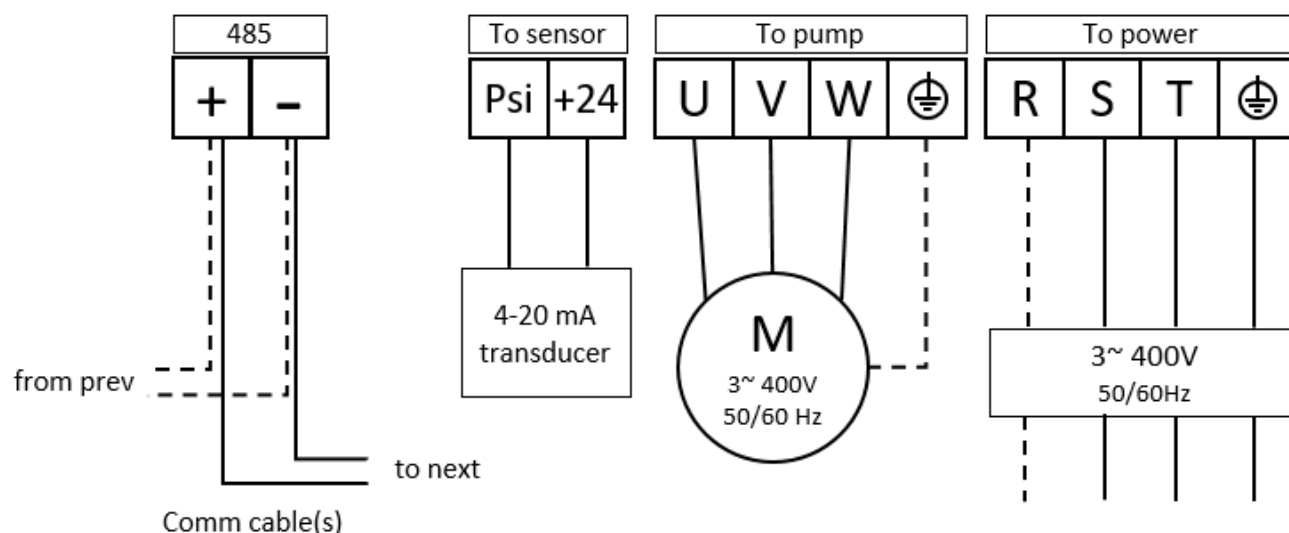 485
To sensor
To pump
To power
+ -
Psi +24
U V W
R S T
4-20 mA
transducer
M
3~ 400V
50/60 Hz
3~ 400V
50/60Hz
from prev
to next
Comm cable(s)